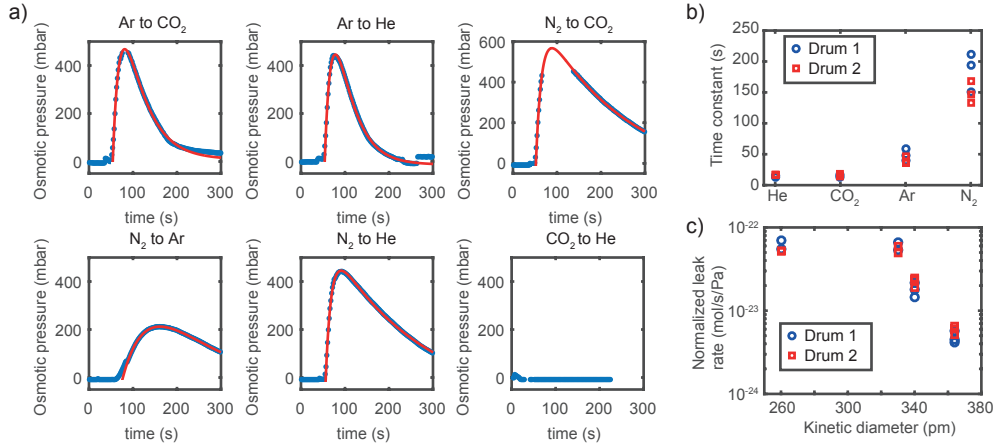 a)
Ar to CO₂
Osmotic pressure (mbar)
400
200
0
0 100 200 300
time (s)
Ar to He
Osmotic pressure (mbar)
400
200
0
0 100 200 300
time (s)
N₂ to CO₂
Osmotic pressure (mbar)
600
400
200
0
0 100 200 300
time (s)
N₂ to Ar
Osmotic pressure (mbar)
400
200
0
0 100 200 300
time (s)
N₂ to He
Osmotic pressure (mbar)
400
200
0
0 100 200 300
time (s)
CO₂ to He
Osmotic pressure (mbar)
400
200
0
0 100 200 300
time (s)
b)
Time constant (s)
250
200
150
100
50
0
Drum 1
Drum 2
He CO₂ Ar N₂
c)
Normalized leak
rate (mol/s/Pa)
10⁻²²
10⁻²³
10⁻²⁴
Drum 1
Drum 2
260 300 340 380
Kinetic diameter (pm)